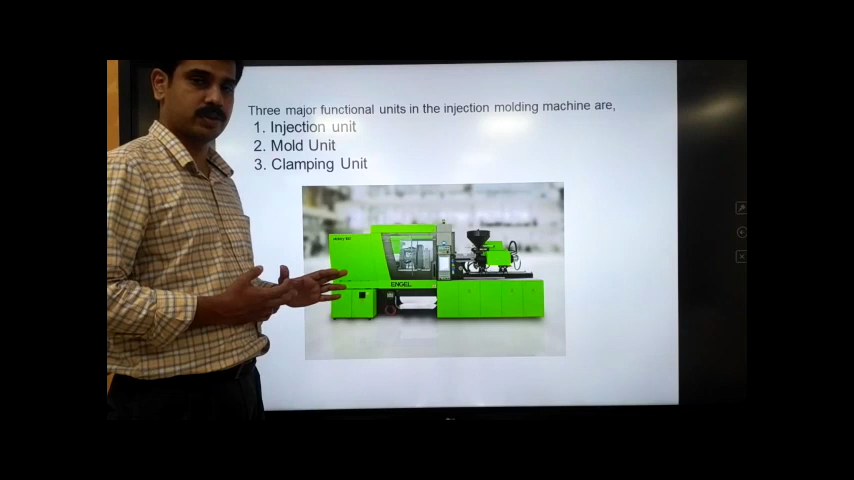 Three major functional units in the injection molding machine are,
1. Injection unit
2. Mold Unit
3. Clamping Unit
ENGEL